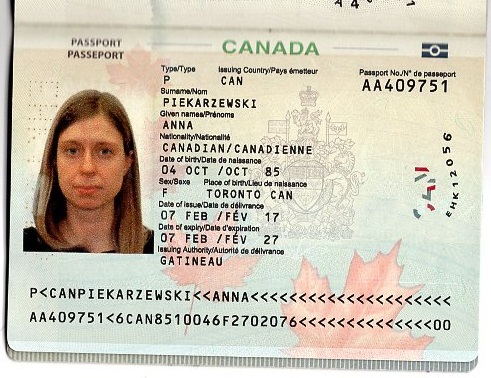 PASSPORT
PASSEPORT
CANADA
Type/Type Issuing Country/Pays émetteur Passport No./N° de passeport
P CAN AA409751
Surname/Nom
PIEKARZEWSKI
Given names/Prénoms
ANNA
Nationality/Nationalité
CANADIAN/CANADIENNE
Date of birth/Date de naissance
04 OCT /OCT 85
Sex/Sexe Place of birth/Lieu de naissance
F TORONTO CAN
Date of issue/Date de délivrance
07 FEB /FÉV 17
Date of expiry/Date d'expiration
07 FEB /FÉV 27
Issuing Authority/Autorité de délivrance
GATINEAU
EHK12056
P<CANPIEKARZEWSKI<<ANNA<<<<<<<<<<<<<<<<<<<<<
AA409751<6CAN8510046F2702076<<<<<<<<<<<<<<00